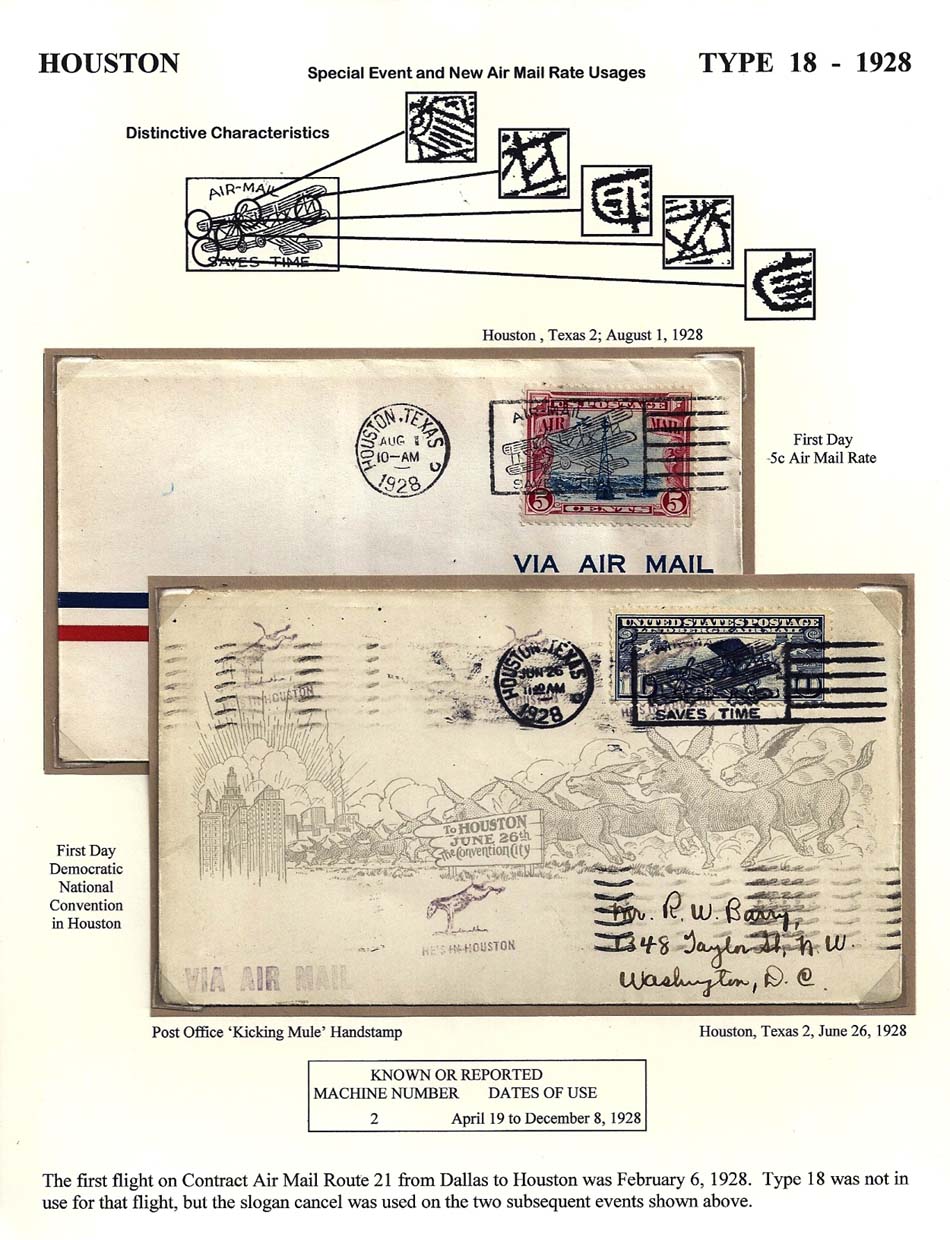 HOUSTON
TYPE 18 - 1928
Special Event and New Air Mail Rate Usages
Distinctive Characteristics
AIR-MAIL
SAVES TIME
Houston , Texas 2; August 1, 1928
HOUSTON, TEXAS
AUG 1
10-AM
1928
AIR-MAIL
U.S. POSTAGE
AIR MAIL
5 CENTS 5
VIA AIR MAIL
First Day
5c Air Mail Rate
UNITED STATES POSTAGE
LINDBERGH AIR MAIL
HOUSTON, TEXAS
JUN 26
AM
1928
SAVES TIME
HOUSTON
To HOUSTON
JUNE 26th
The Convention City
HE'S IN HOUSTON
VIA AIR MAIL
Mr. R. W. Barry,
1348 Taylor St, N. W.
Washington, D. C.
First Day
Democratic
National
Convention
in Houston
Post Office ‘Kicking Mule’ Handstamp
Houston, Texas 2, June 26, 1928
KNOWN OR REPORTED
MACHINE NUMBER DATES OF USE
2 April 19 to December 8, 1928
The first flight on Contract Air Mail Route 21 from Dallas to Houston was February 6, 1928. Type 18 was not in
use for that flight, but the slogan cancel was used on the two subsequent events shown above.